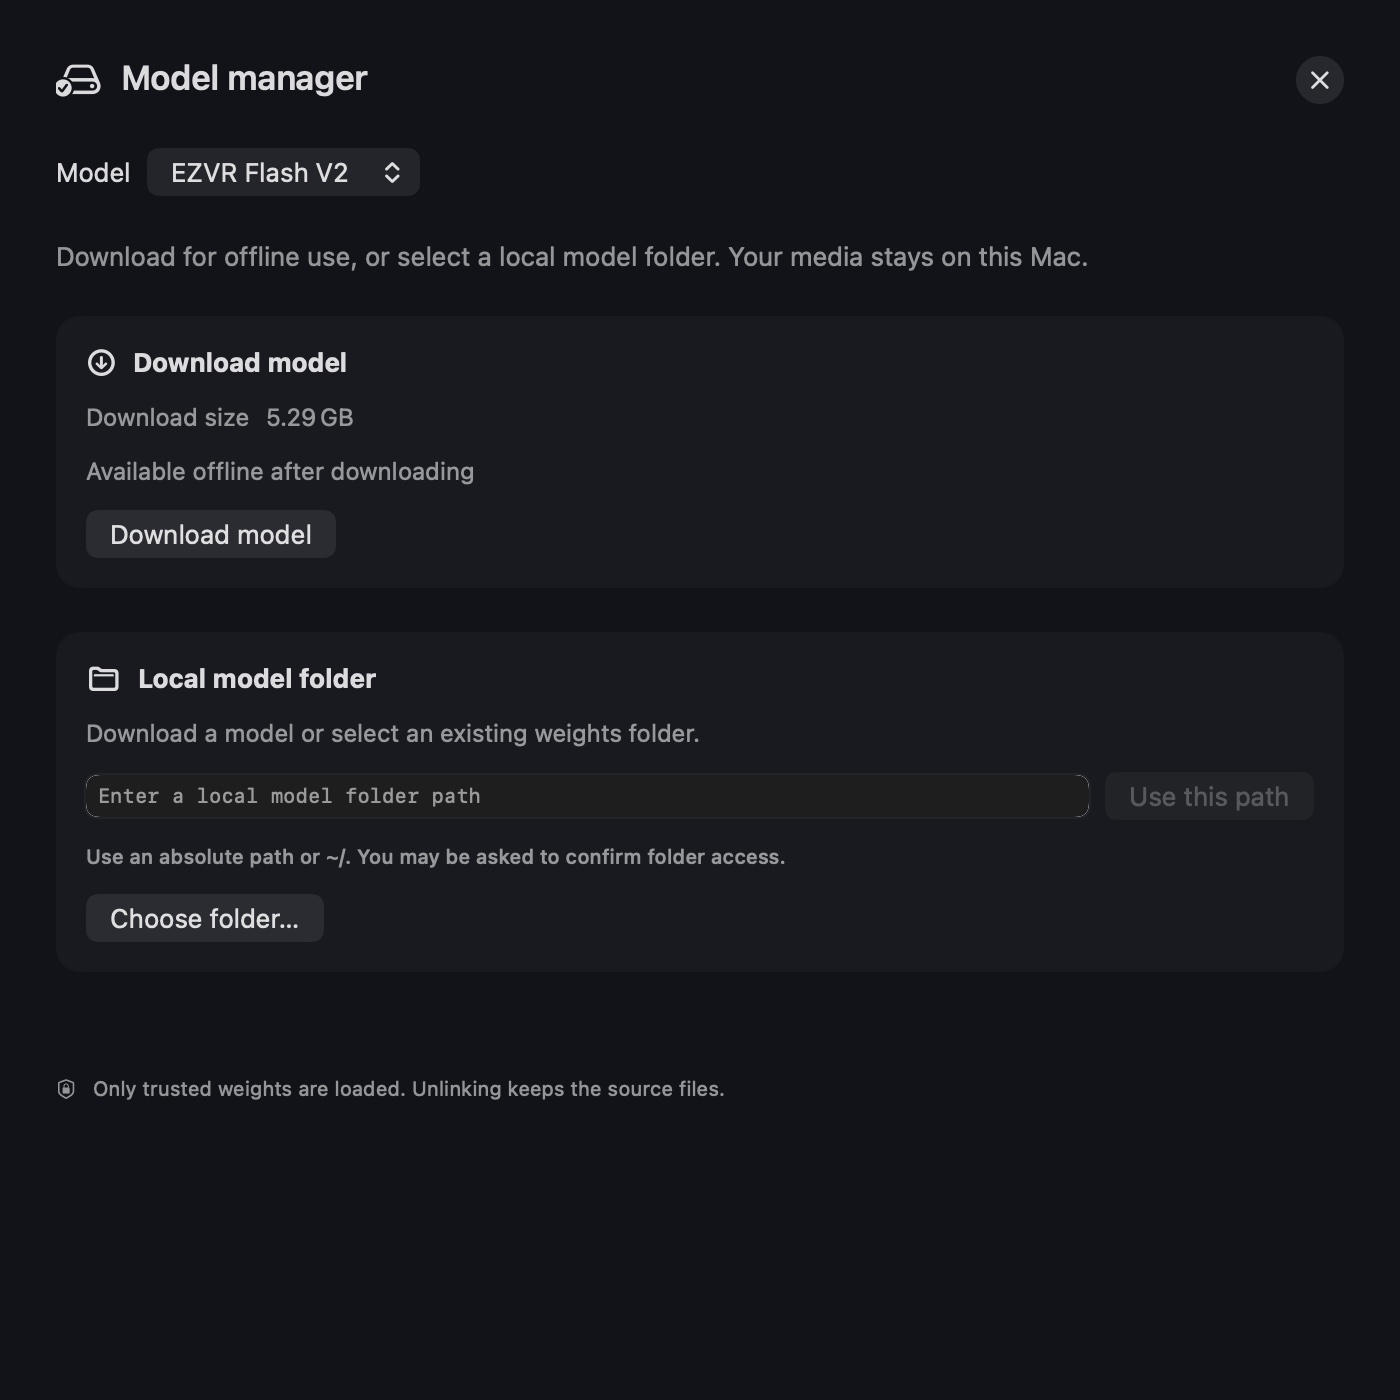 Model manager
Model
EZVR Flash V2
Download for offline use, or select a local model folder. Your media stays on this Mac.
Download model
Download size 5.29 GB
Available offline after downloading
Download model
Local model folder
Download a model or select an existing weights folder.
Enter a local model folder path
Use this path
Use an absolute path or ~/. You may be asked to confirm folder access.
Choose folder...
Only trusted weights are loaded. Unlinking keeps the source files.